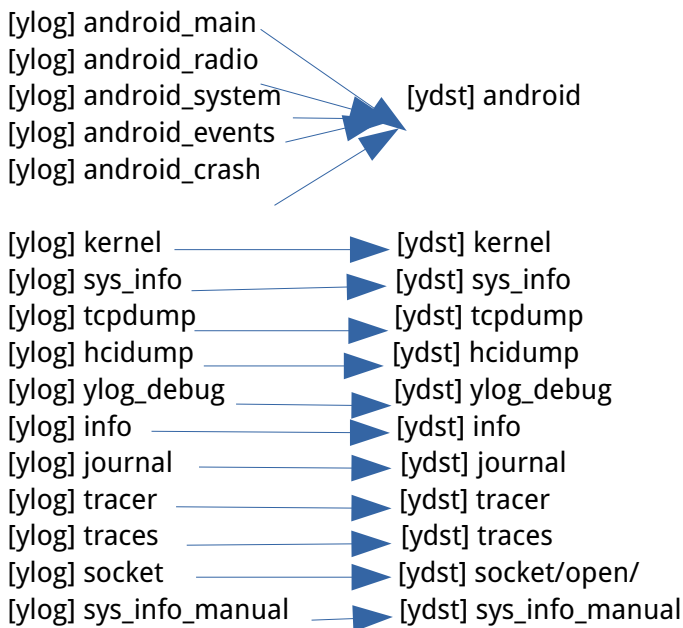 [ylog] android_main
[ylog] android_radio
[ylog] android_system [ydst] android
[ylog] android_events
[ylog] android_crash
[ylog] kernel [ydst] kernel
[ylog] sys_info [ydst] sys_info
[ylog] tcpdump [ydst] tcpdump
[ylog] hcidump [ydst] hcidump
[ylog] ylog_debug [ydst] ylog_debug
[ylog] info [ydst] info
[ylog] journal [ydst] journal
[ylog] tracer [ydst] tracer
[ylog] traces [ydst] traces
[ylog] socket [ydst] socket/open/
[ylog] sys_info_manual [ydst] sys_info_manual